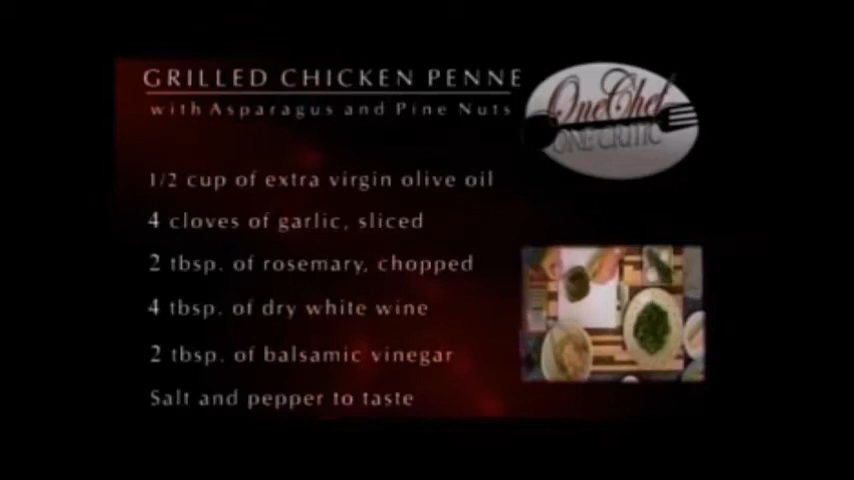 GRILLED CHICKEN PENNE
with Asparagus and Pine Nuts
One Chef
ONE CRITIC
1/2 cup of extra virgin olive oil
4 cloves of garlic, sliced
2 tbsp. of rosemary, chopped
4 tbsp. of dry white wine
2 tbsp. of balsamic vinegar
Salt and pepper to taste